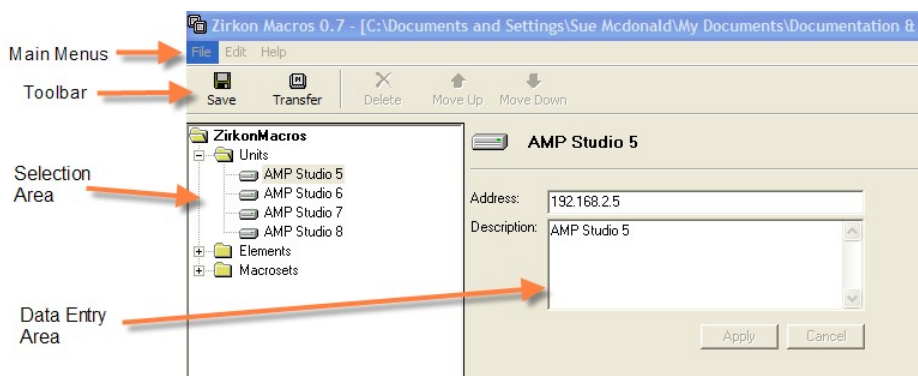 Zirkon Macros 0.7 - [C:\Documents and Settings\Sue Mcdonald\My Documents\Documentation &
Main Menus
File Edit Help
Toolbar
Save Transfer Delete Move Up Move Down
ZirkonMacros
Units
AMP Studio 5
AMP Studio 6
AMP Studio 7
AMP Studio 8
Elements
Macrosets
Selection
Area
AMP Studio 5
Address: 192.168.2.5
Description: AMP Studio 5
Data Entry
Area
Apply Cancel